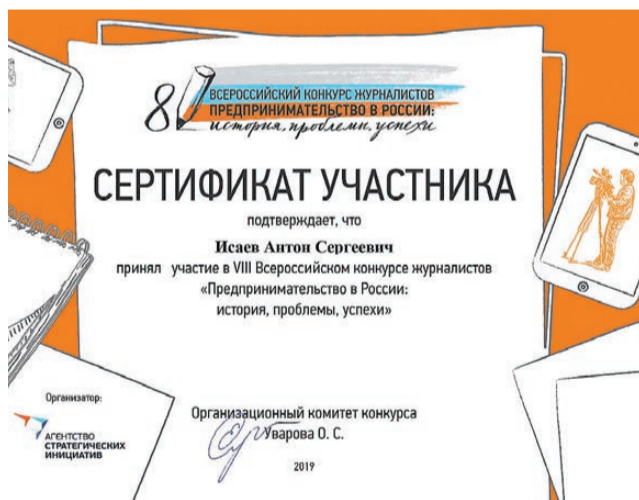 8
ВСЕРОССИЙСКИЙ КОНКУРС ЖУРНАЛИСТОВ
ПРЕДПРИНИМАТЕЛЬСТВО В РОССИИ:
история, проблемы, успехи
СЕРТИФИКАТ УЧАСТНИКА
подтверждает, что
Исаев Антон Сергеевич
принял участие в VIII Всероссийском конкурсе журналистов
«Предпринимательство в России:
история, проблемы, успехи»
Организатор:
АГЕНТСТВО
СТРАТЕГИЧЕСКИХ
ИНИЦИАТИВ
Организационный комитет конкурса
Уварова О. С.
2019